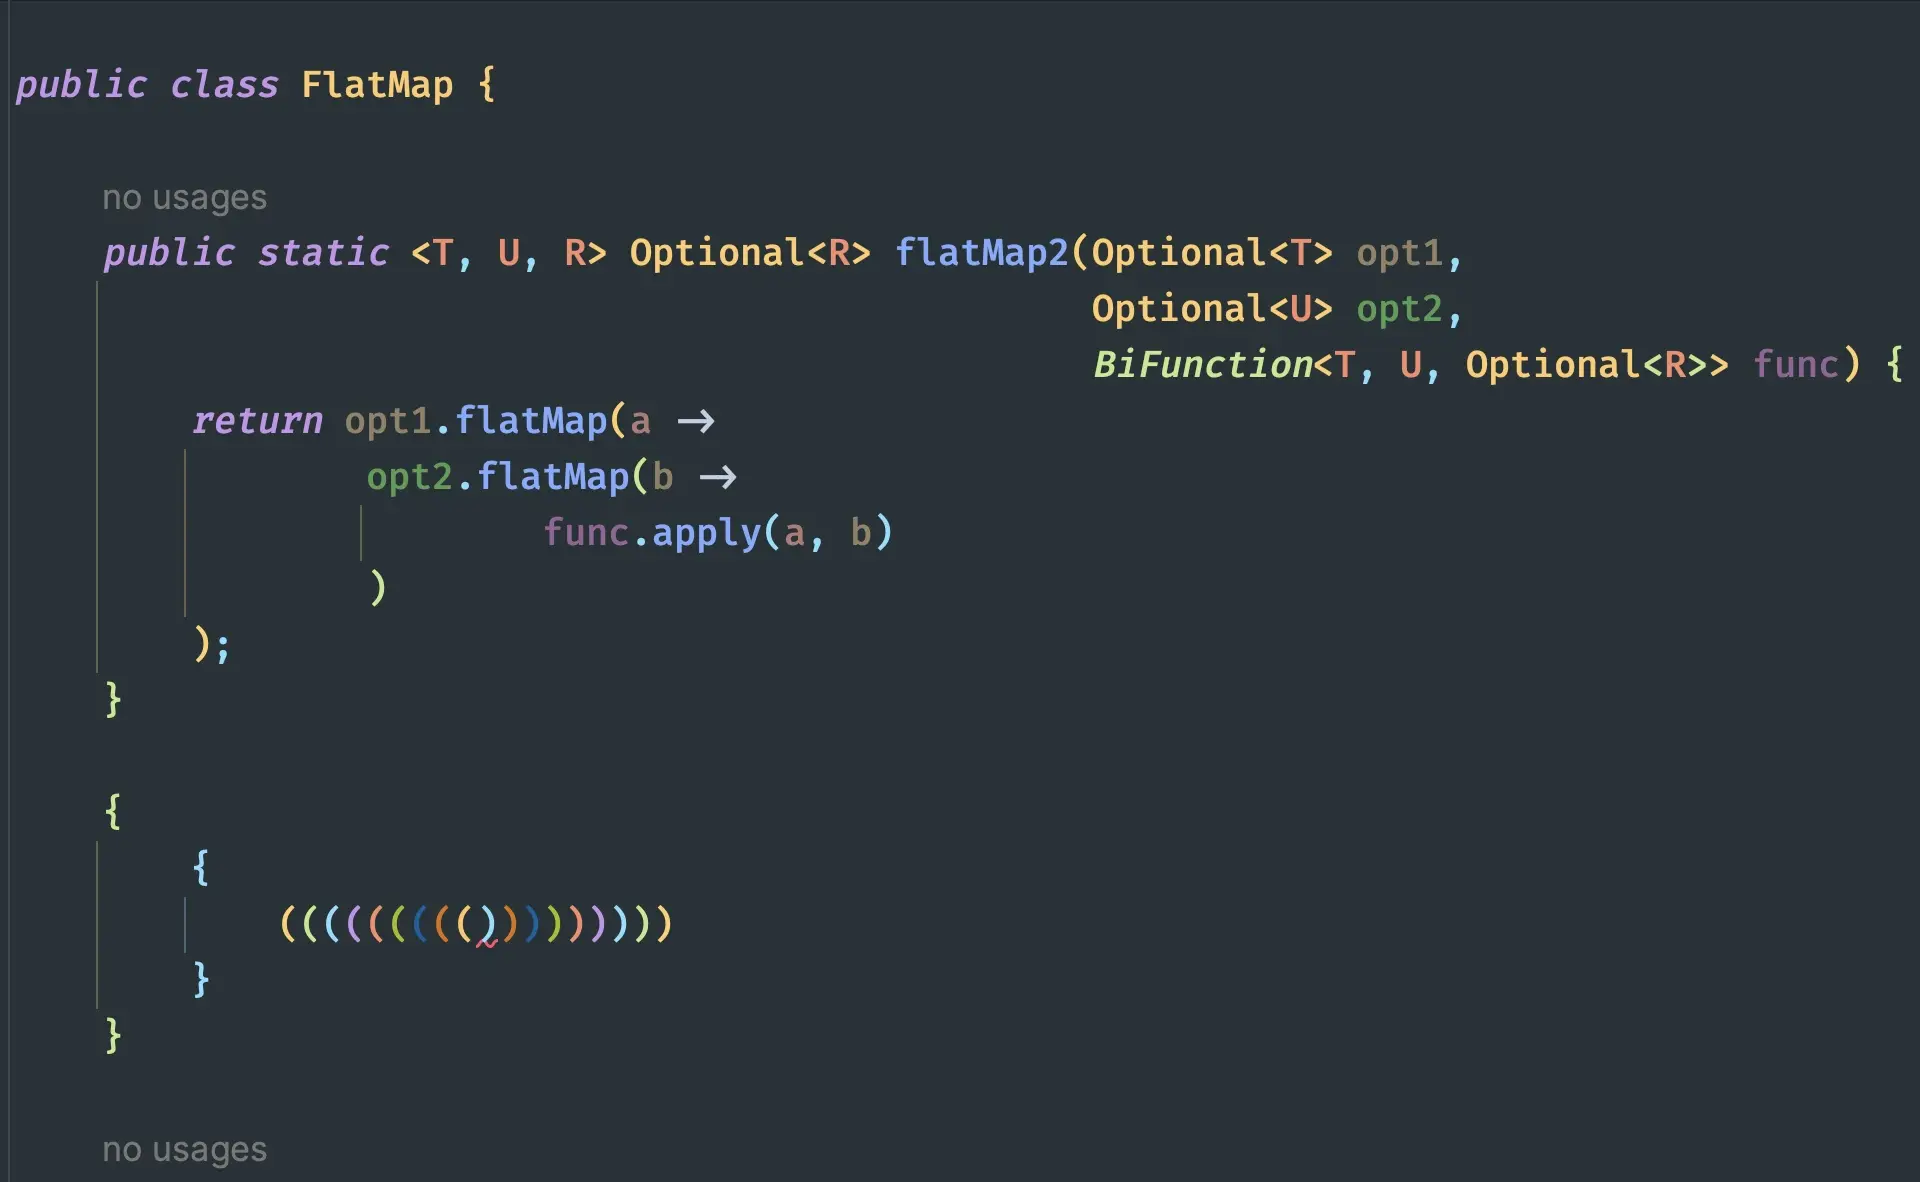 public class FlatMap {
no usages
public static <T, U, R> Optional<R> flatMap2(Optional<T> opt1,
Optional<U> opt2,
BiFunction<T, U, Optional<R>> func) {
return opt1.flatMap(a →
opt2.flatMap(b →
func.apply(a, b)
)
);
}
{
{
((((((((()))))))))
}
}
no usages